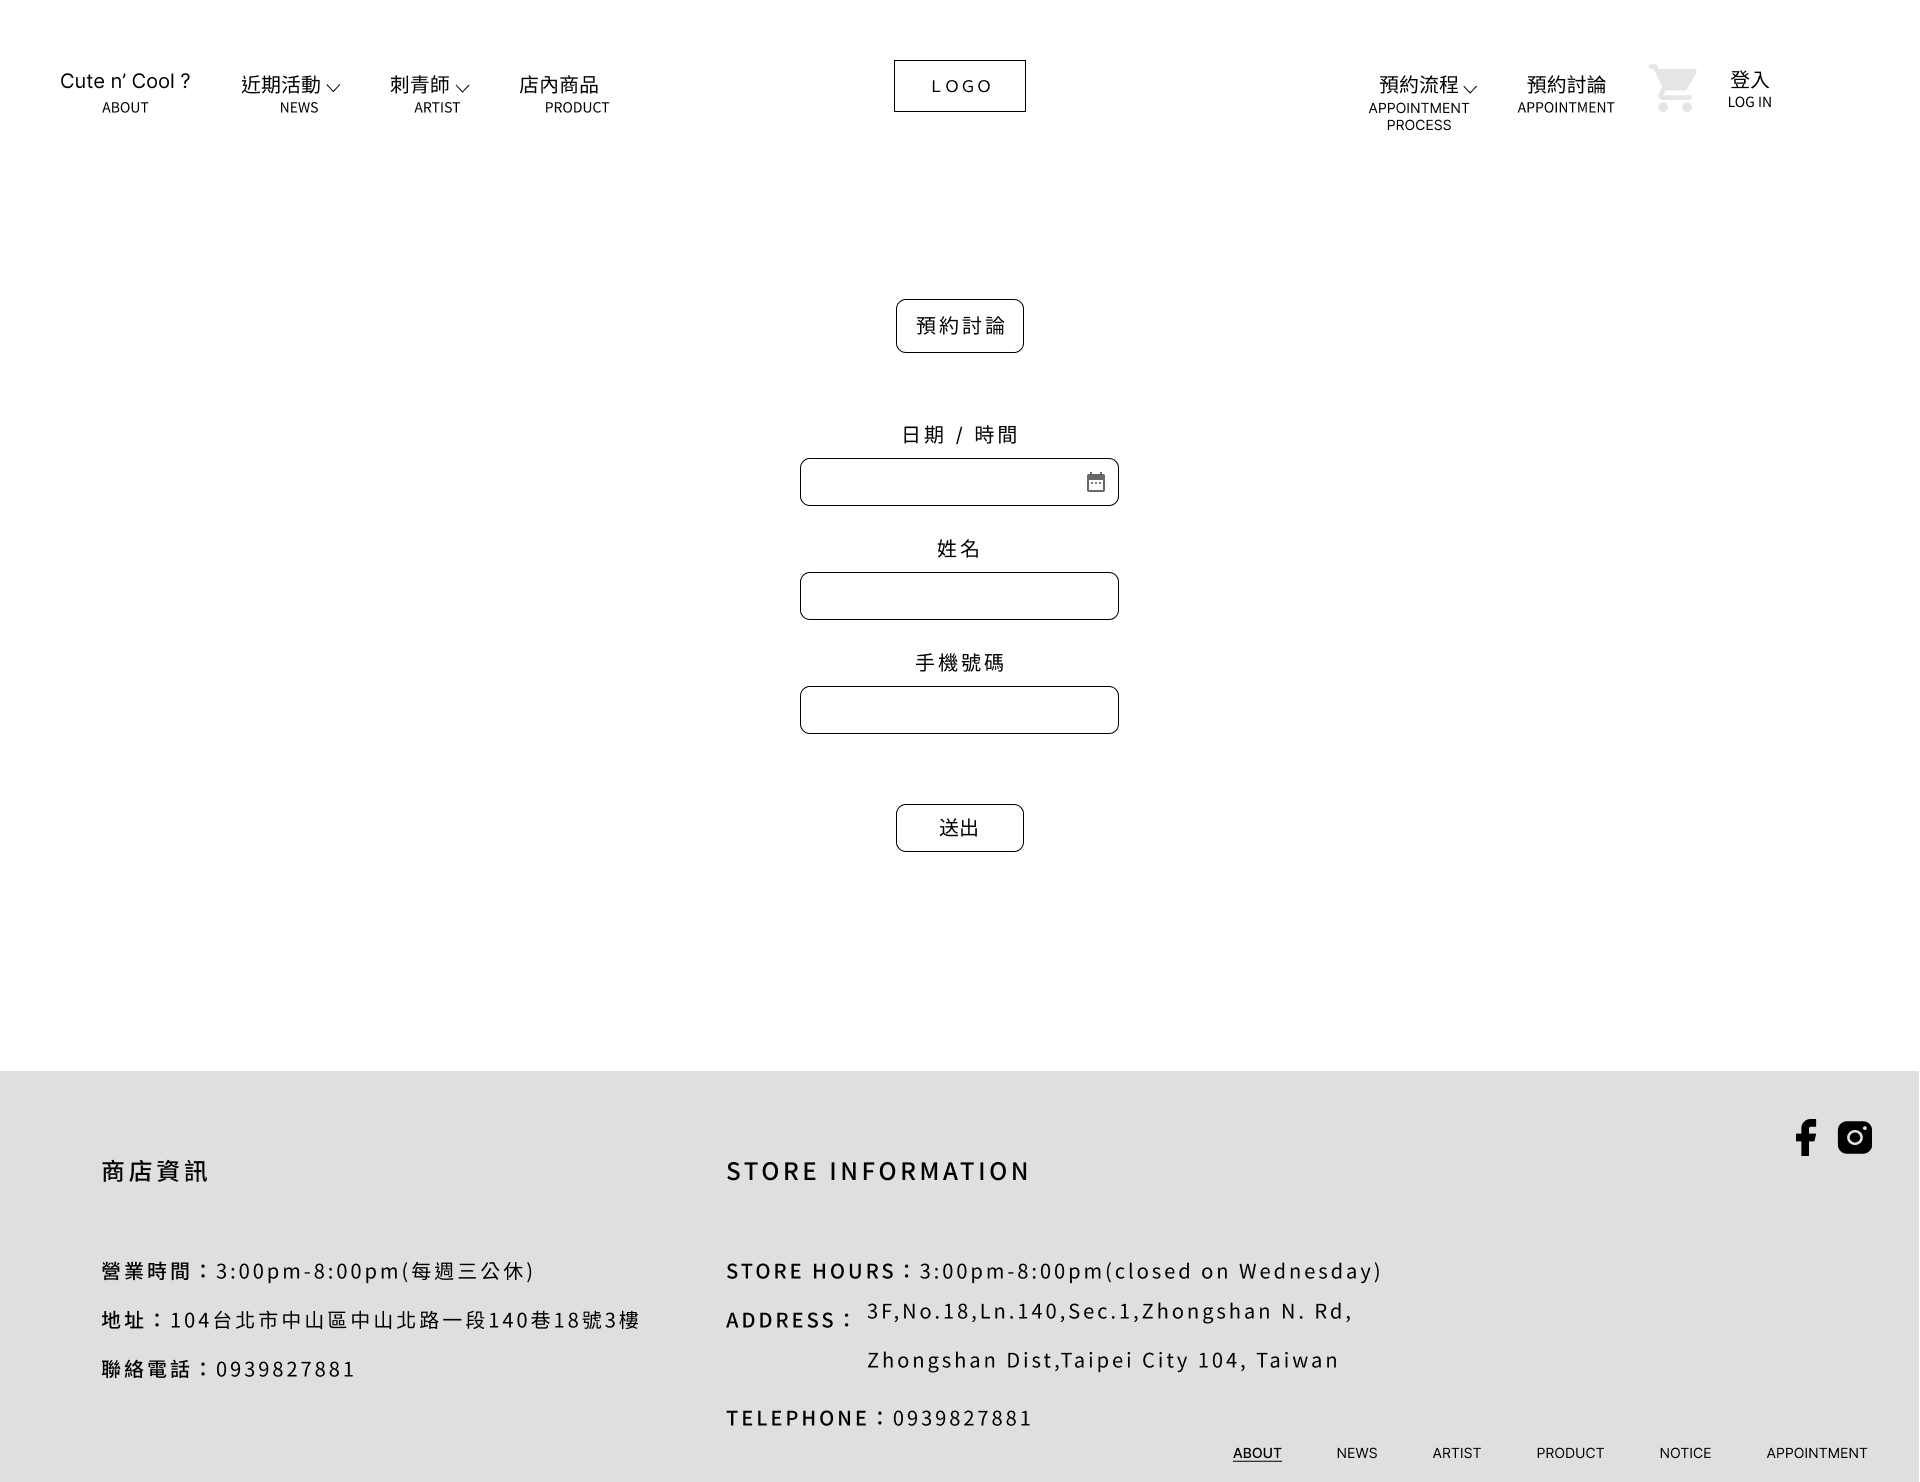 Cute n’ Cool ?
ABOUT
近期活動
NEWS
刺青師
ARTIST
店內商品
PRODUCT
LOGO
預約流程
APPOINTMENT
PROCESS
預約討論
APPOINTMENT
登入
LOG IN
預約討論
日期 / 時間
姓名
手機號碼
送出
商店資訊
營業時間：3:00pm-8:00pm(每週三公休)
地址：104台北市中山區中山北路一段140巷18號3樓
聯絡電話：0939827881
STORE INFORMATION
STORE HOURS：3:00pm-8:00pm(closed on Wednesday)
ADDRESS： 3F,No.18,Ln.140,Sec.1,Zhongshan N. Rd,
Zhongshan Dist,Taipei City 104, Taiwan
TELEPHONE：0939827881
ABOUT NEWS ARTIST PRODUCT NOTICE APPOINTMENT